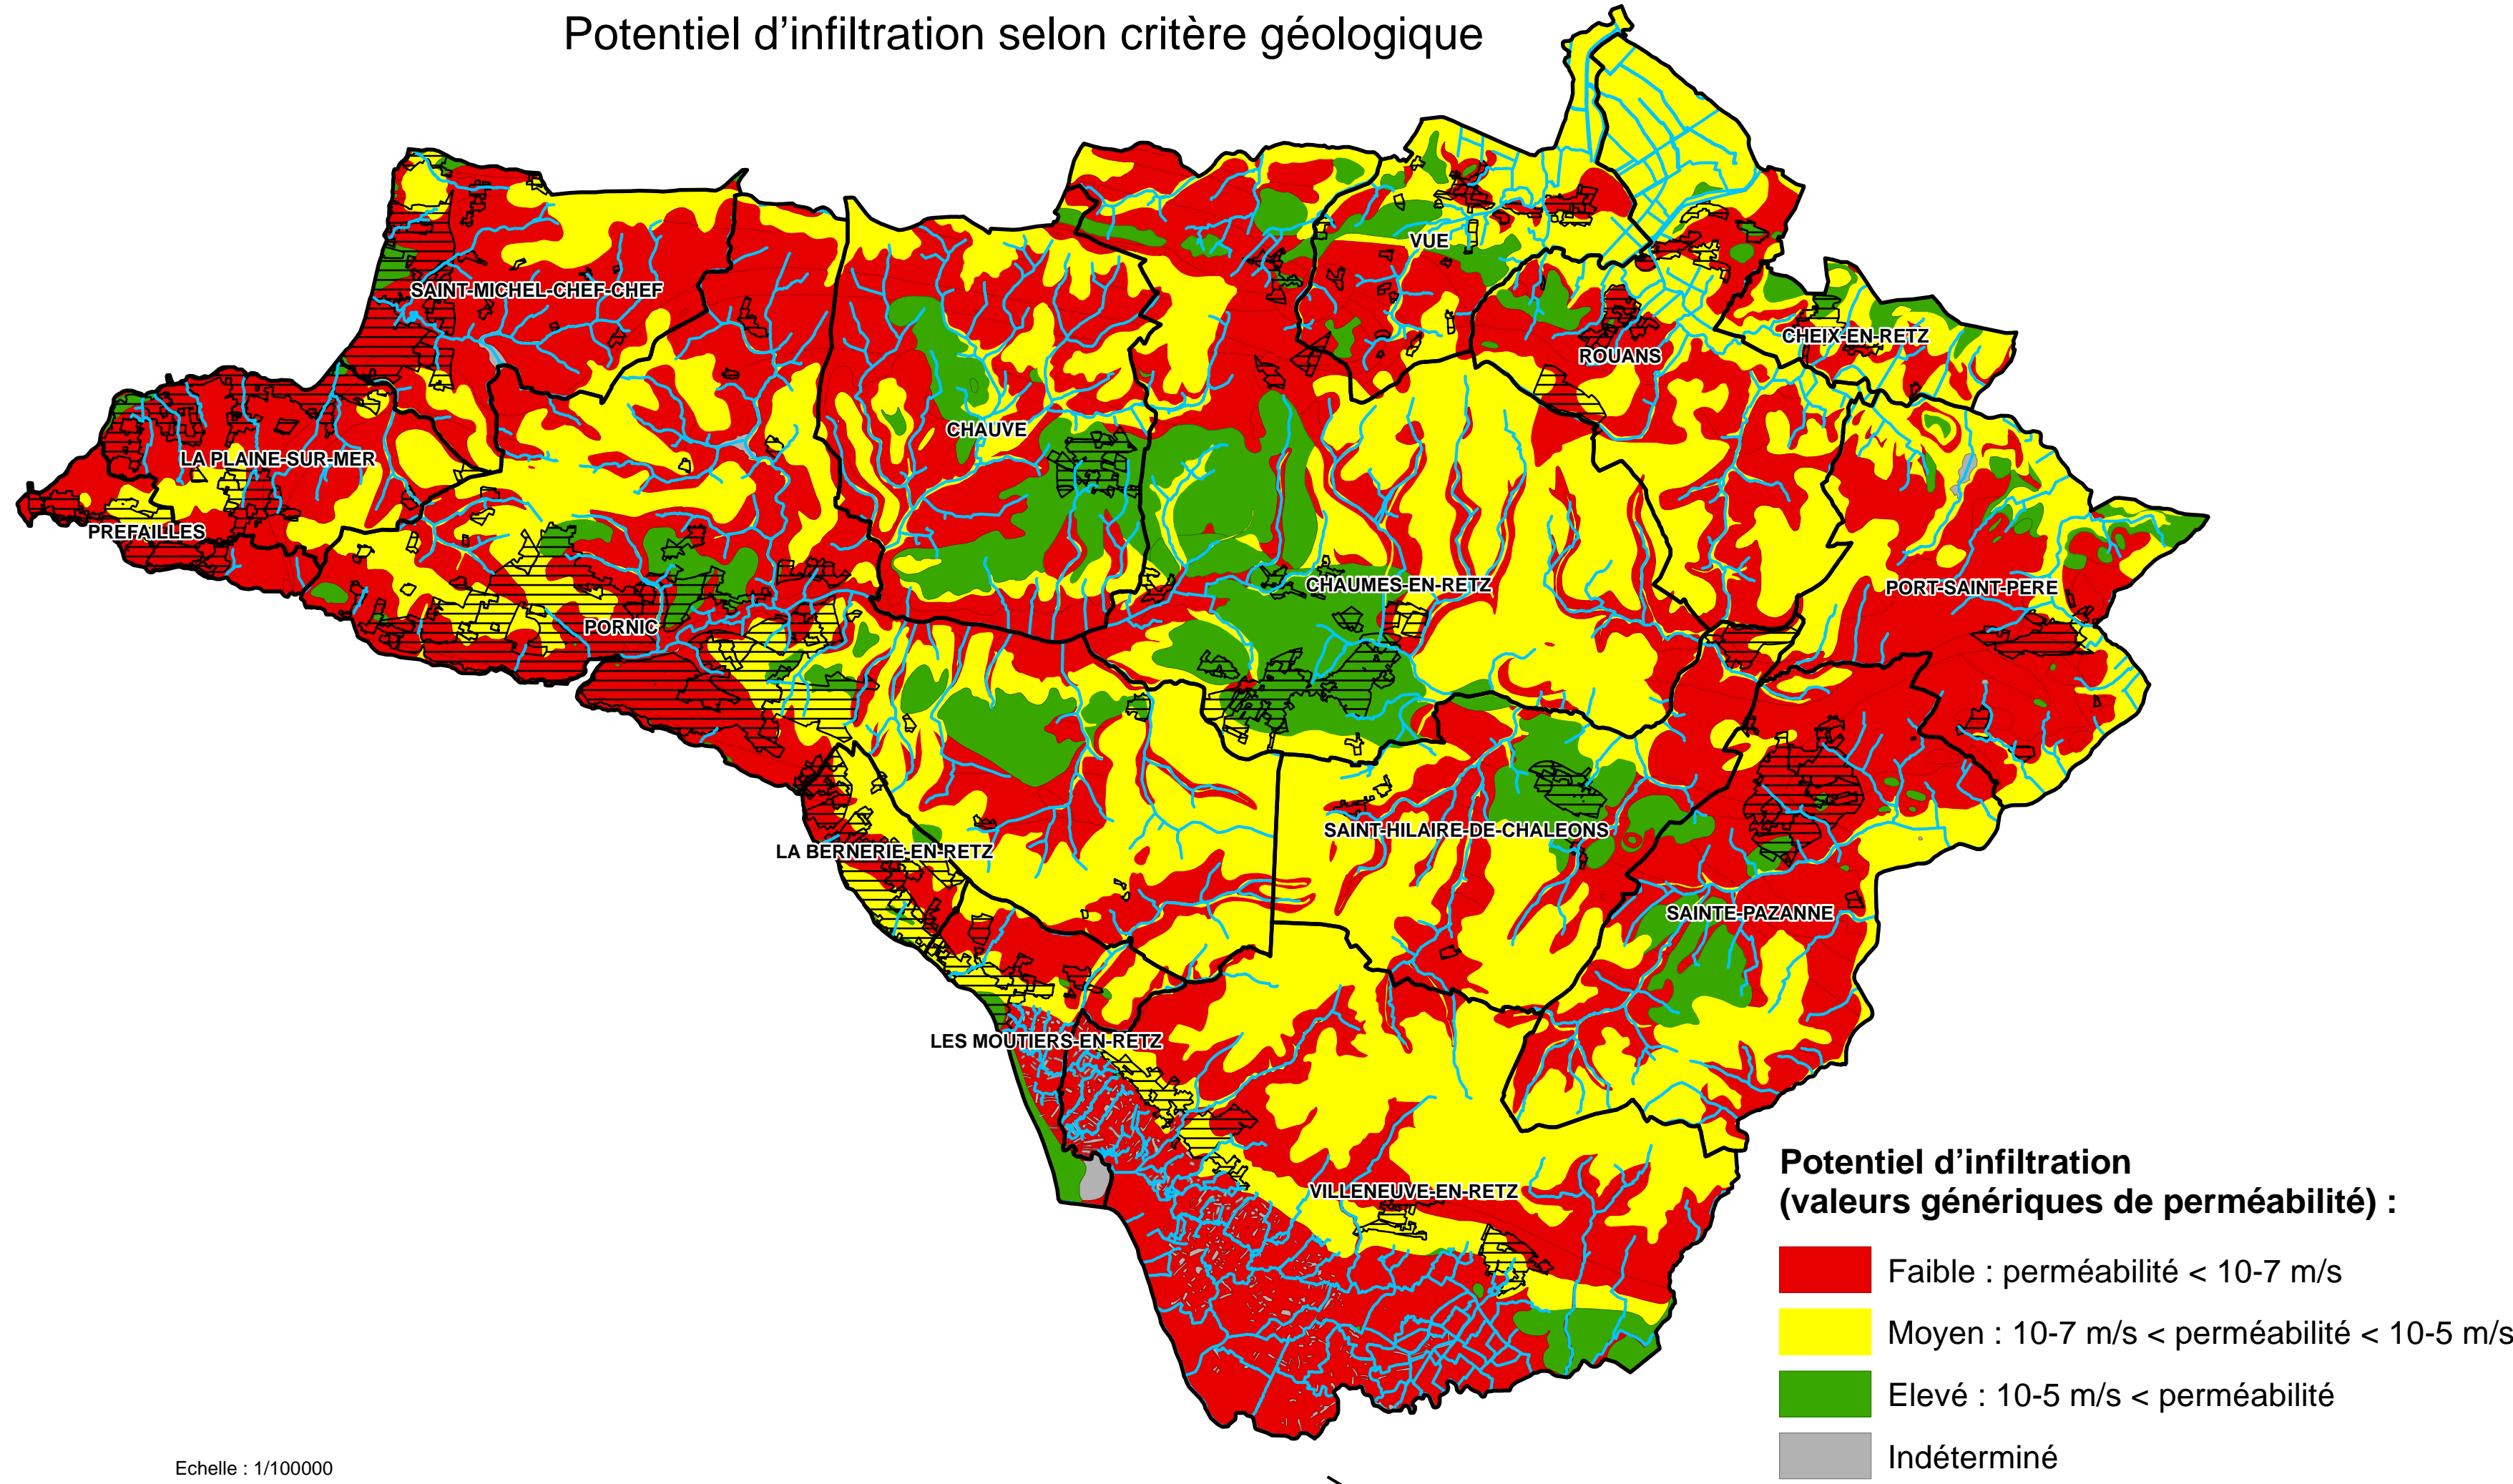 Potentiel d’infiltration selon critère géologique
VUE
SAINT-MICHEL-CHEF-CHEF
CHEIX-EN-RETZ
ROUANS
CHAUVE
LA PLAINE-SUR-MER
PREFAILLES
CHAUMES-EN-RETZ
PORT-SAINT-PERE
PORNIC
SAINT-HILAIRE-DE-CHALEONS
LA BERNERIE-EN-RETZ
SAINTE-PAZANNE
LES MOUTIERS-EN-RETZ
VILLENEUVE-EN-RETZ
Potentiel d’infiltration
(valeurs génériques de perméabilité) :
Faible : perméabilité < 10-7 m/s
Moyen : 10-7 m/s < perméabilité < 10-5 m/s
Elevé : 10-5 m/s < perméabilité
Indéterminé
Echelle : 1/100000